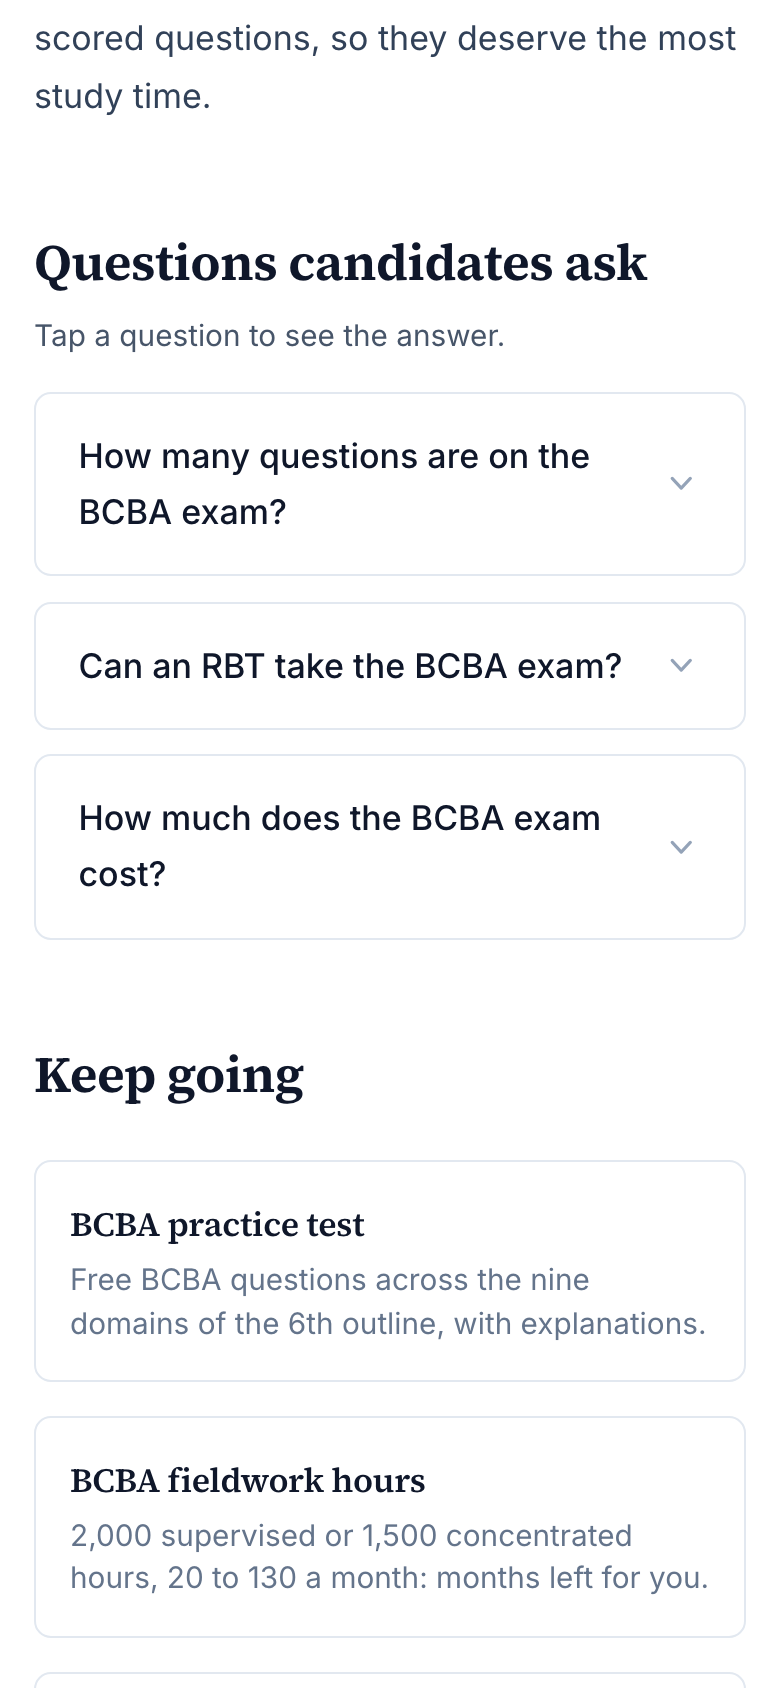 scored questions, so they deserve the most
study time.
Questions candidates ask
Tap a question to see the answer.
How many questions are on the
BCBA exam?
Can an RBT take the BCBA exam?
How much does the BCBA exam
cost?
Keep going
BCBA practice test
Free BCBA questions across the nine
domains of the 6th outline, with explanations.
BCBA fieldwork hours
2,000 supervised or 1,500 concentrated
hours, 20 to 130 a month: months left for you.